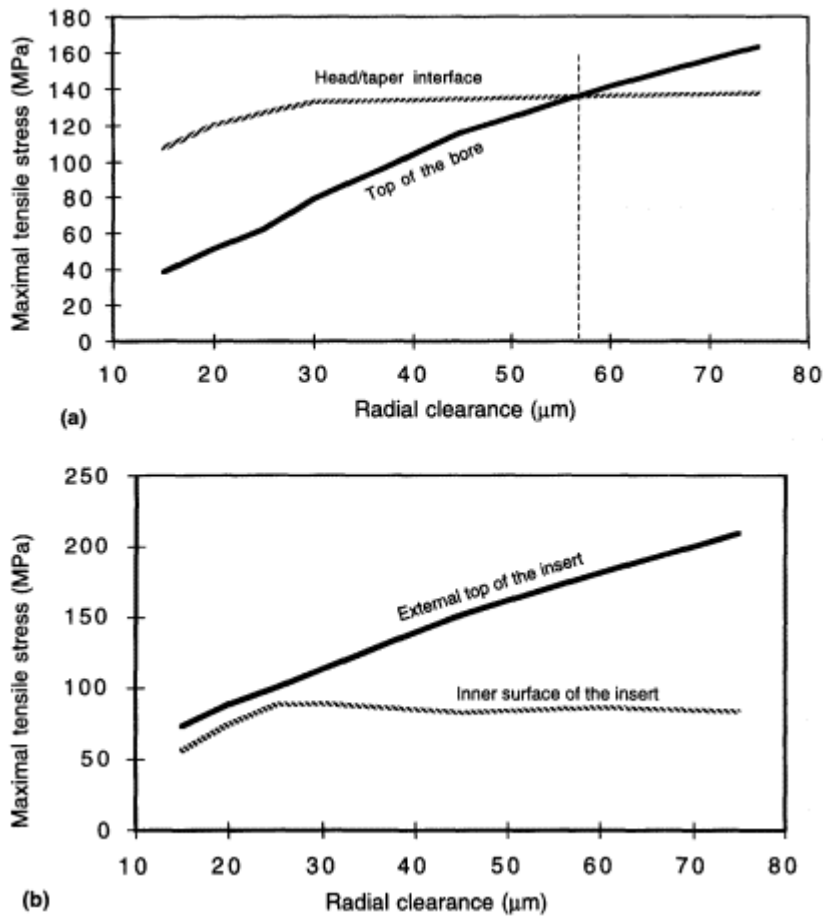 180
160
140
120
100
80
60
40
20
0
Maximal tensile stress (MPa)
Head/taper interface
Top of the bore
10 20 30 40 50 60 70 80
Radial clearance (μm)
(a)
250
200
150
100
50
0
Maximal tensile stress (MPa)
External top of the insert
Inner surface of the insert
10 20 30 40 50 60 70 80
Radial clearance (μm)
(b)